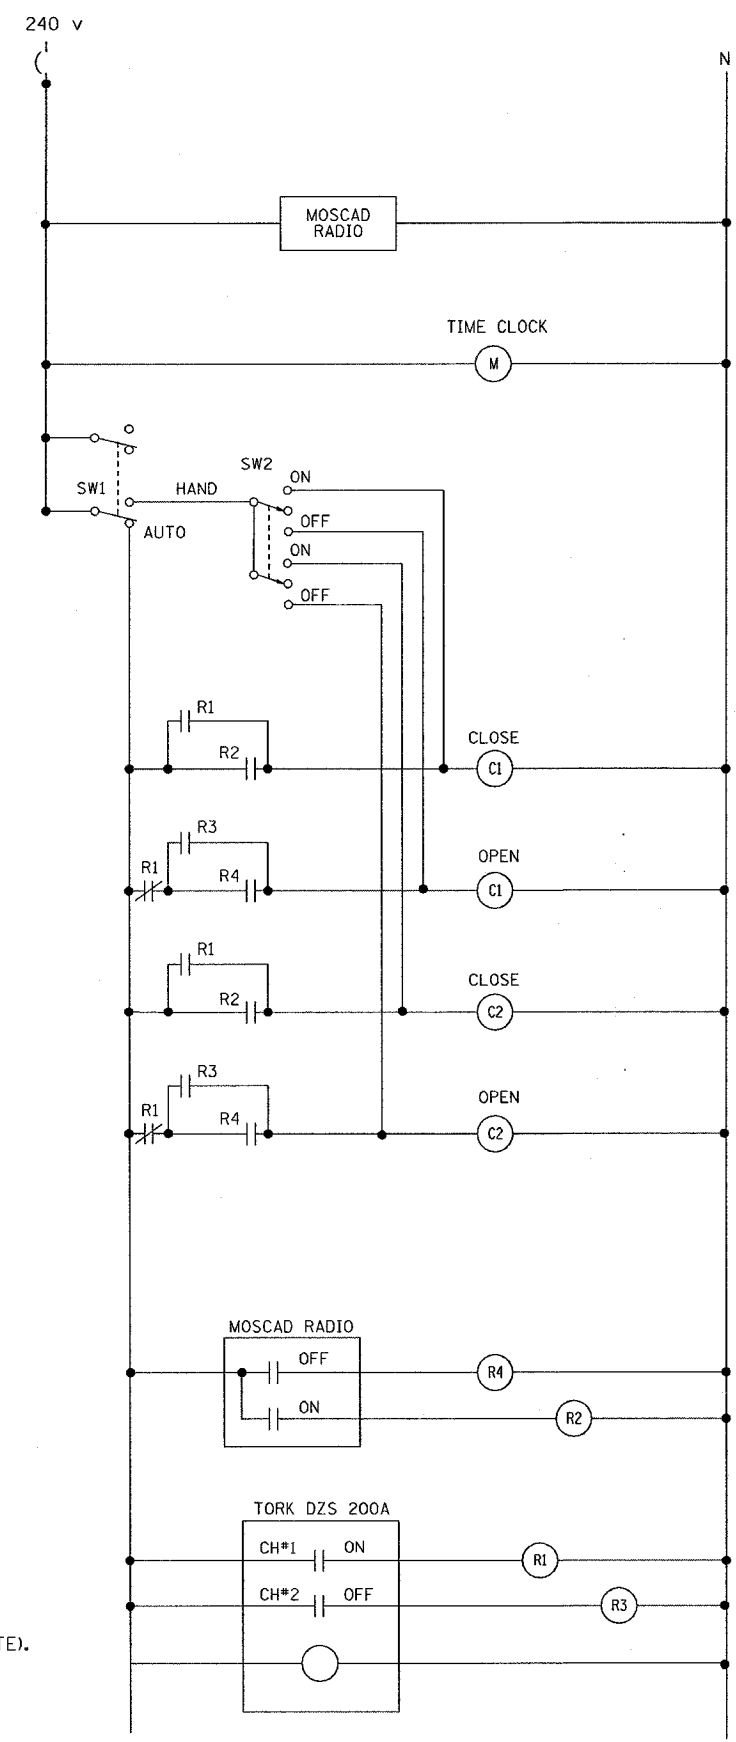 240 v
N
MOSCAD
RADIO
TIME CLOCK
M
SW2
ON
SW1
HAND
AUTO
OFF
ON
OFF
R1
CLOSE
R2
C1
R3
OPEN
R1
R4
C1
R1
CLOSE
R2
C2
R3
OPEN
R1
R4
C2
MOSCAD RADIO
OFF
R4
ON
R2
TORK DZS 200A
CH#1 ON
R1
CH#2 OFF
R3
TE).